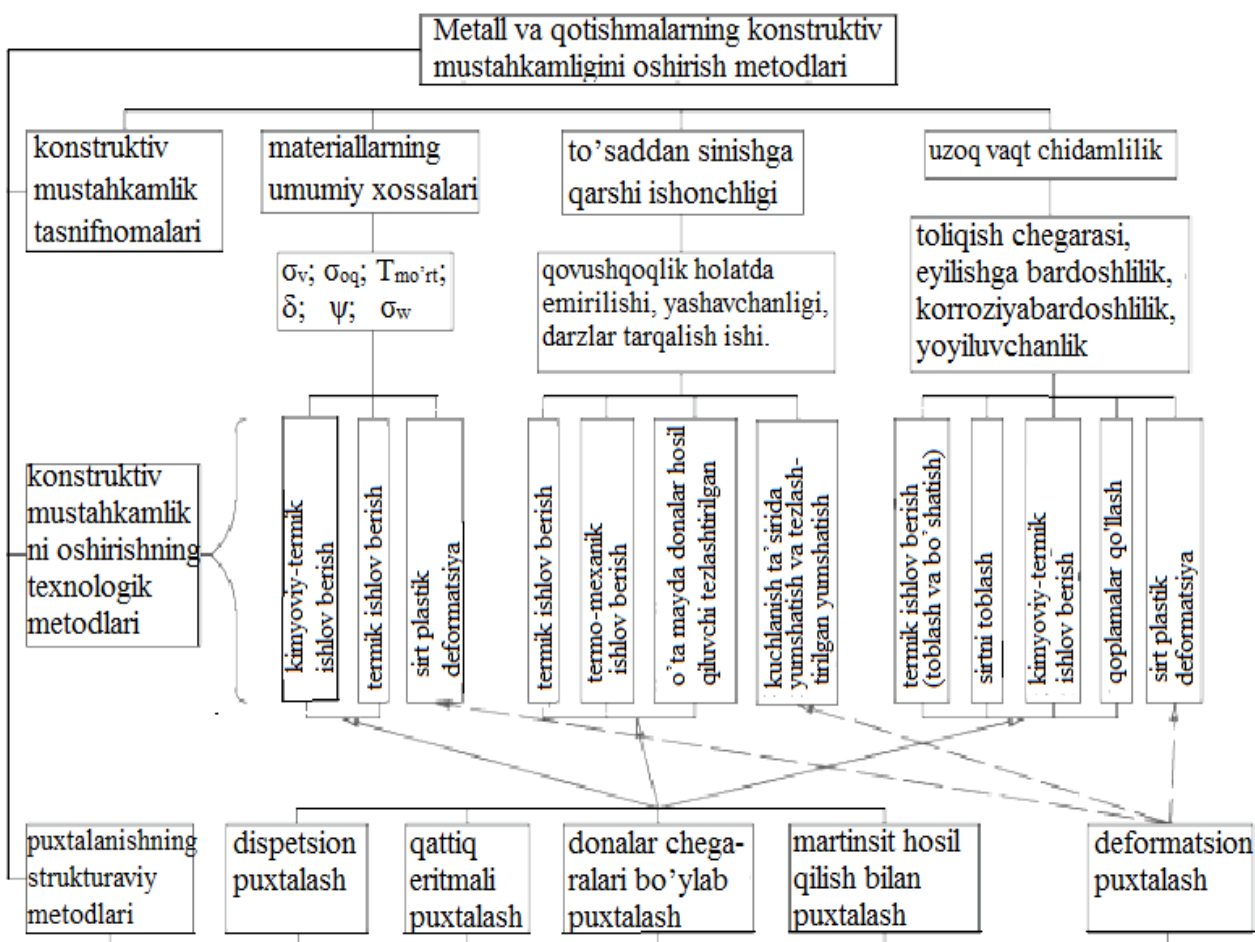 Metall va qotishmalarning konstruktiv
mustahkamligini oshirish metodlari
konstruktiv
mustahkamlik
tasnifnomalari
materiallarning
umumiy xossalari
to’saddan sinishga
qarshi ishonchligi
uzoq vaqt chidamlilik
σv; σoq; Tmo’rt;
δ; ψ; σw
qovushqoqlik holatda
emirilishi, yashavchanligi,
darzlar tarqalish ishi.
toliqish chegarasi,
eyilishga bardoshlilik,
korroziyabardoshlilik,
yoyiluvchanlik
konstruktiv
mustahkamlik
ni oshirishning
texnologik
metodlari
kimyoviy-termik
ishlov berish
termik ishlov berish
sirt plastik
deformatsiya
termik ishlov berish
termo-mexanik
ishlov berish
o’ta mayda donalar hosil
qiluvchi tezlashtirilgan
kuchlanish ta’sirida
yumshatish va tezlash-
tirilgan yumshatish
termik ishlov berish
(toblash va bo’shatish)
sirtni toblash
kimyoviy-termik
ishlov berish
qoplamalar qo’llash
sirt plastik
deformatsiya
puxtalanishning
strukturaviy
metodlari
dispetsion
puxtalash
qattiq
eritmali
puxtalash
donalar chega-
ralari bo’ylab
puxtalash
martinsit hosil
qilish bilan
puxtalash
deformatsion
puxtalash